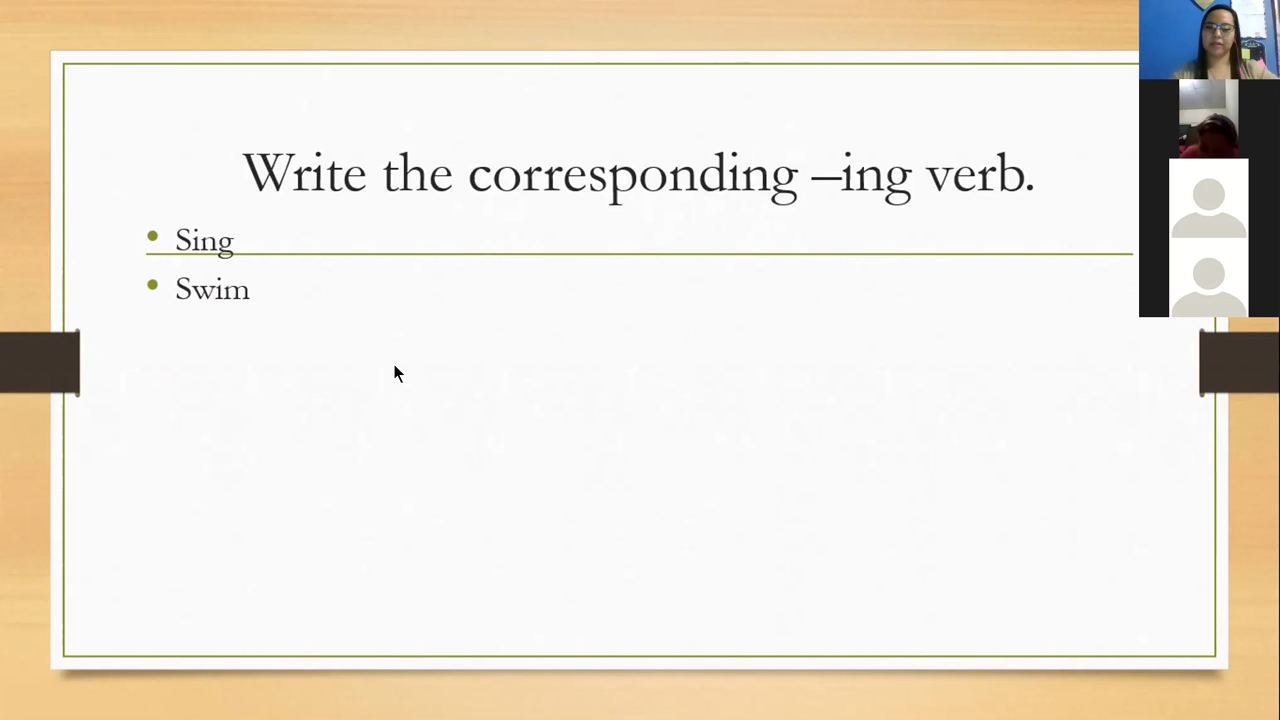 Write the corresponding –ing verb.
Sing
Swim